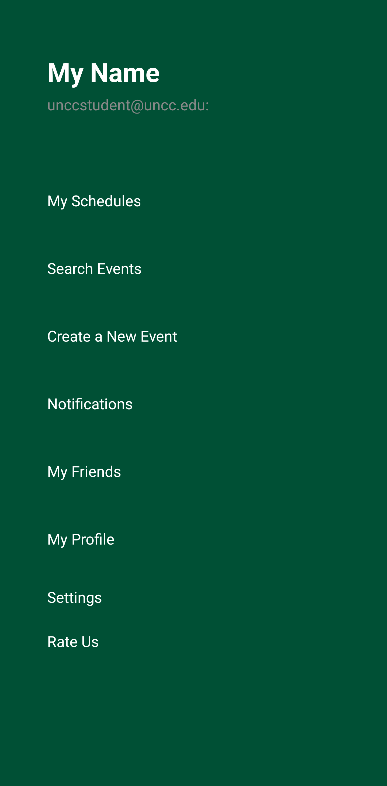 My Name
unccstudent@uncc.edu:
My Schedules
Search Events
Create a New Event
Notifications
My Friends
My Profile
Settings
Rate Us